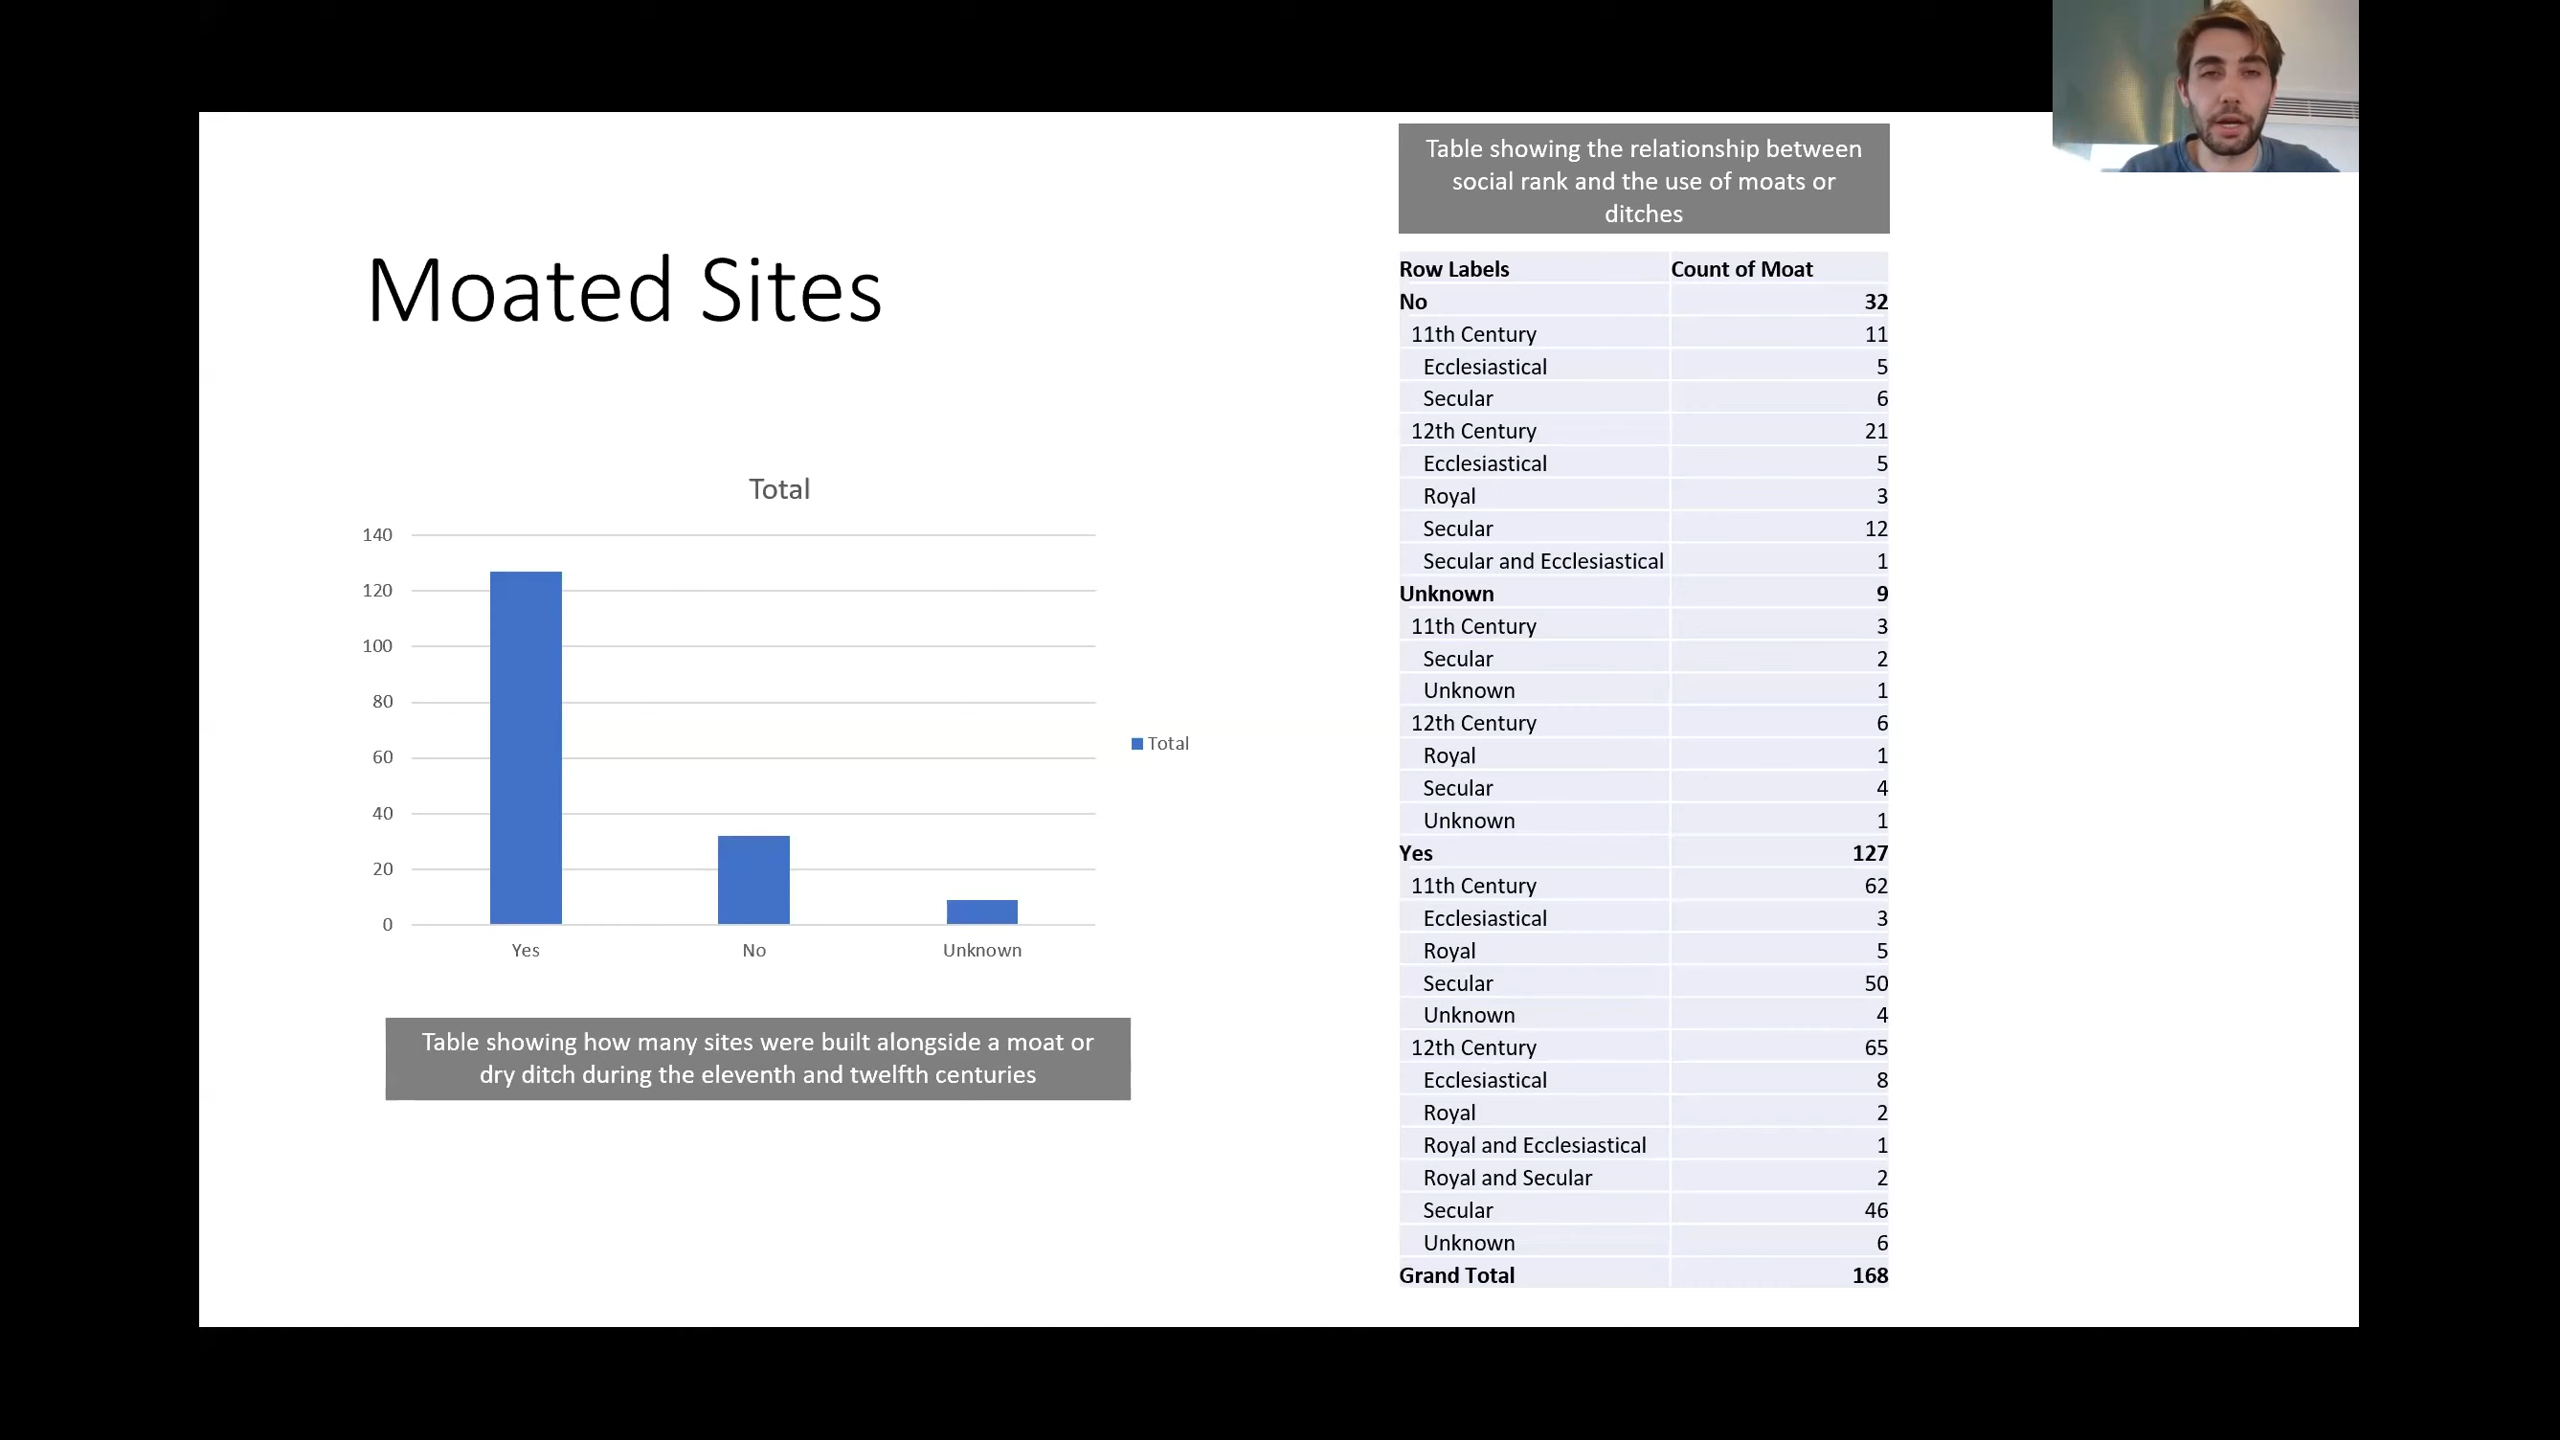 Moated Sites
Total
140
120
100
80
60
40
20
0
Yes No Unknown
Total
Table showing how many sites were built alongside a moat or
dry ditch during the eleventh and twelfth centuries
Table showing the relationship between
social rank and the use of moats or
ditches
Row Labels Count of Moat
No 32
11th Century 11
Ecclesiastical 5
Secular 6
12th Century 21
Ecclesiastical 5
Royal 3
Secular 12
Secular and Ecclesiastical 1
Unknown 9
11th Century 3
Secular 2
Unknown 1
12th Century 6
Royal 1
Secular 4
Unknown 1
Yes 127
11th Century 62
Ecclesiastical 3
Royal 5
Secular 50
Unknown 4
12th Century 65
Ecclesiastical 8
Royal 2
Royal and Ecclesiastical 1
Royal and Secular 2
Secular 46
Unknown 6
Grand Total 168